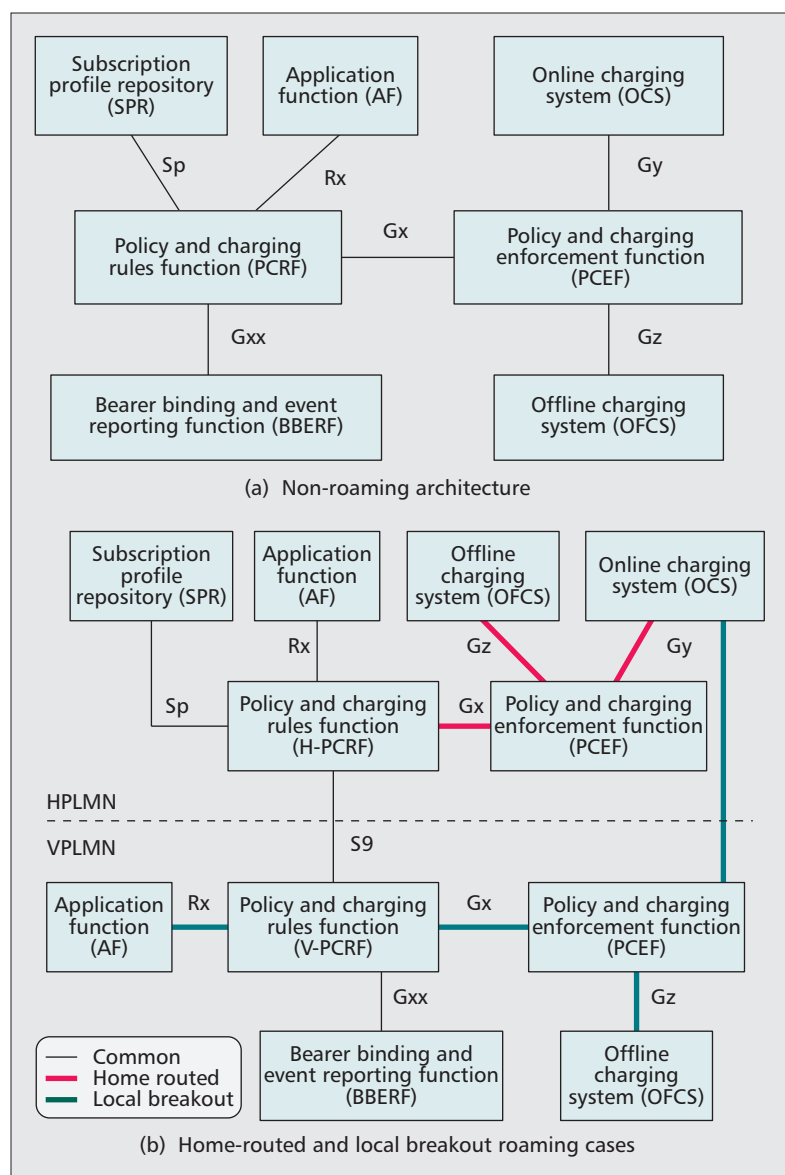 Subscription
profile repository
(SPR)
Application
function (AF)
Online charging
system (OCS)
Sp
Rx
Gy
Policy and charging
rules function (PCRF)
Gx
Policy and charging
enforcement function
(PCEF)
Gxx
Gz
Bearer binding and event
reporting function (BBERF)
Offline charging
system (OFCS)
(a) Non-roaming architecture
Subscription
profile
repository (SPR)
Application
function
(AF)
Offline
charging
system (OFCS)
Online charging
system (OCS)
Rx
Gz
Gy
Sp
Policy and charging
rules function
(H-PCRF)
Gx
Policy and charging
enforcement function
(PCEF)
HPLMN
VPLMN
S9
Application
function
(AF)
Rx
Policy and charging
rules function
(V-PCRF)
Gx
Policy and charging
enforcement function
(PCEF)
Gxx
Gz
Common
Home routed
Local breakout
Bearer binding and
event reporting function
(BBERF)
Offline
charging
system (OFCS)
(b) Home-routed and local breakout roaming cases